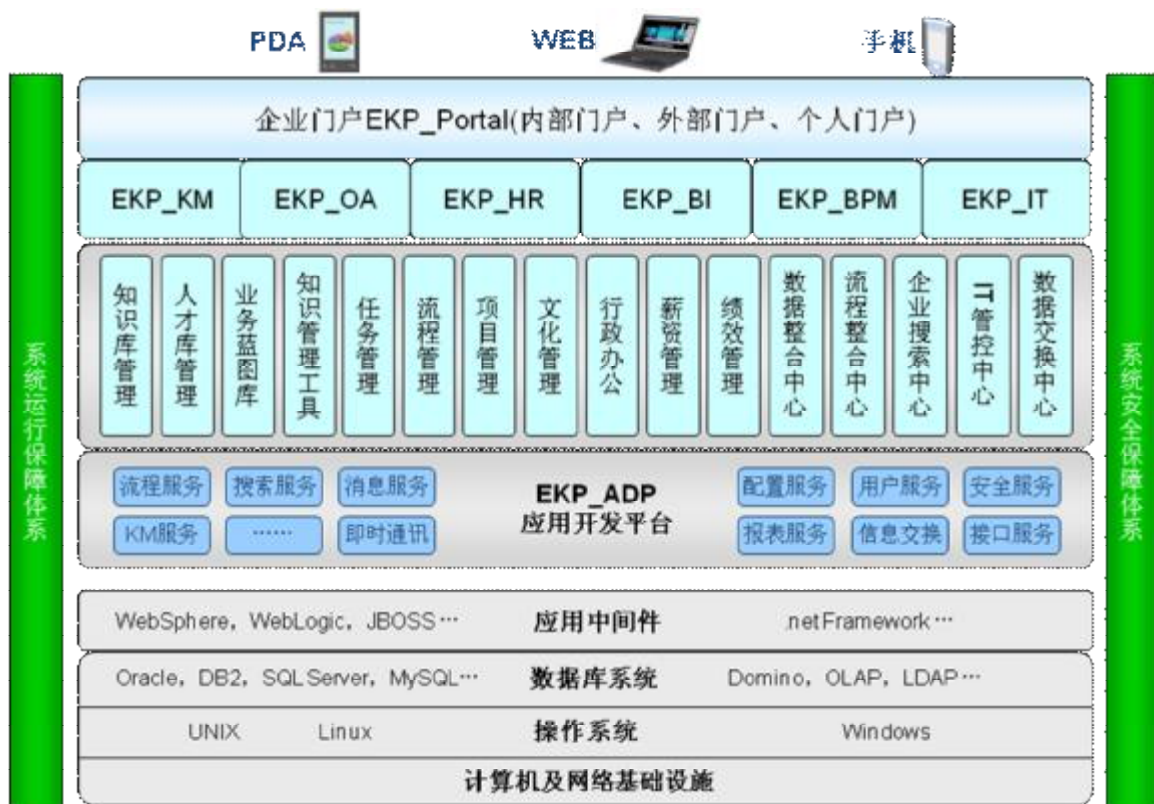 PDA
WEB
手机
企业门户EKP_Portal(内部门户、外部门户、个人门户)
EKP_KM
EKP_OA
EKP_HR
EKP_BI
EKP_BPM
EKP_IT
知识库管理
人才库管理
业务蓝图库
知识管理工具
任务管理
流程管理
项目管理
文化管理
行政办公
薪资管理
绩效管理
数据整合中心
流程整合中心
企业搜索中心
IT管控中心
数据交换中心
系统运行保障体系
系统安全保障体系
流程服务
搜索服务
消息服务
EKP_ADP
应用开发平台
配置服务
用户服务
安全服务
KM服务
……
即时通讯
报表服务
信息交换
接口服务
WebSphere，WebLogic，JBOSS…
应用中间件
.netFramework…
Oracle，DB2，SQLServer，MySQL…
数据库系统
Domino，OLAP，LDAP…
UNIX
Linux
操作系统
Windows
计算机及网络基础设施